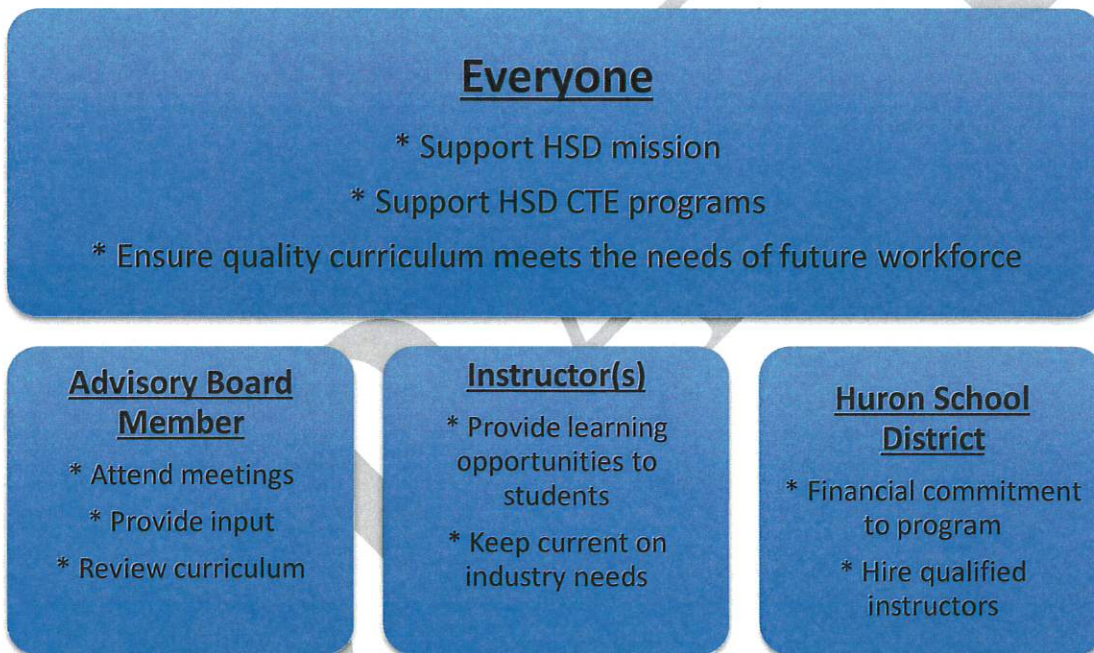 Everyone
* Support HSD mission
* Support HSD CTE programs
* Ensure quality curriculum meets the needs of future workforce
Advisory Board
Member
* Attend meetings
* Provide input
* Review curriculum
Instructor(s)
* Provide learning
opportunities to
students
* Keep current on
industry needs
Huron School
District
* Financial commitment
to program
* Hire qualified
instructors